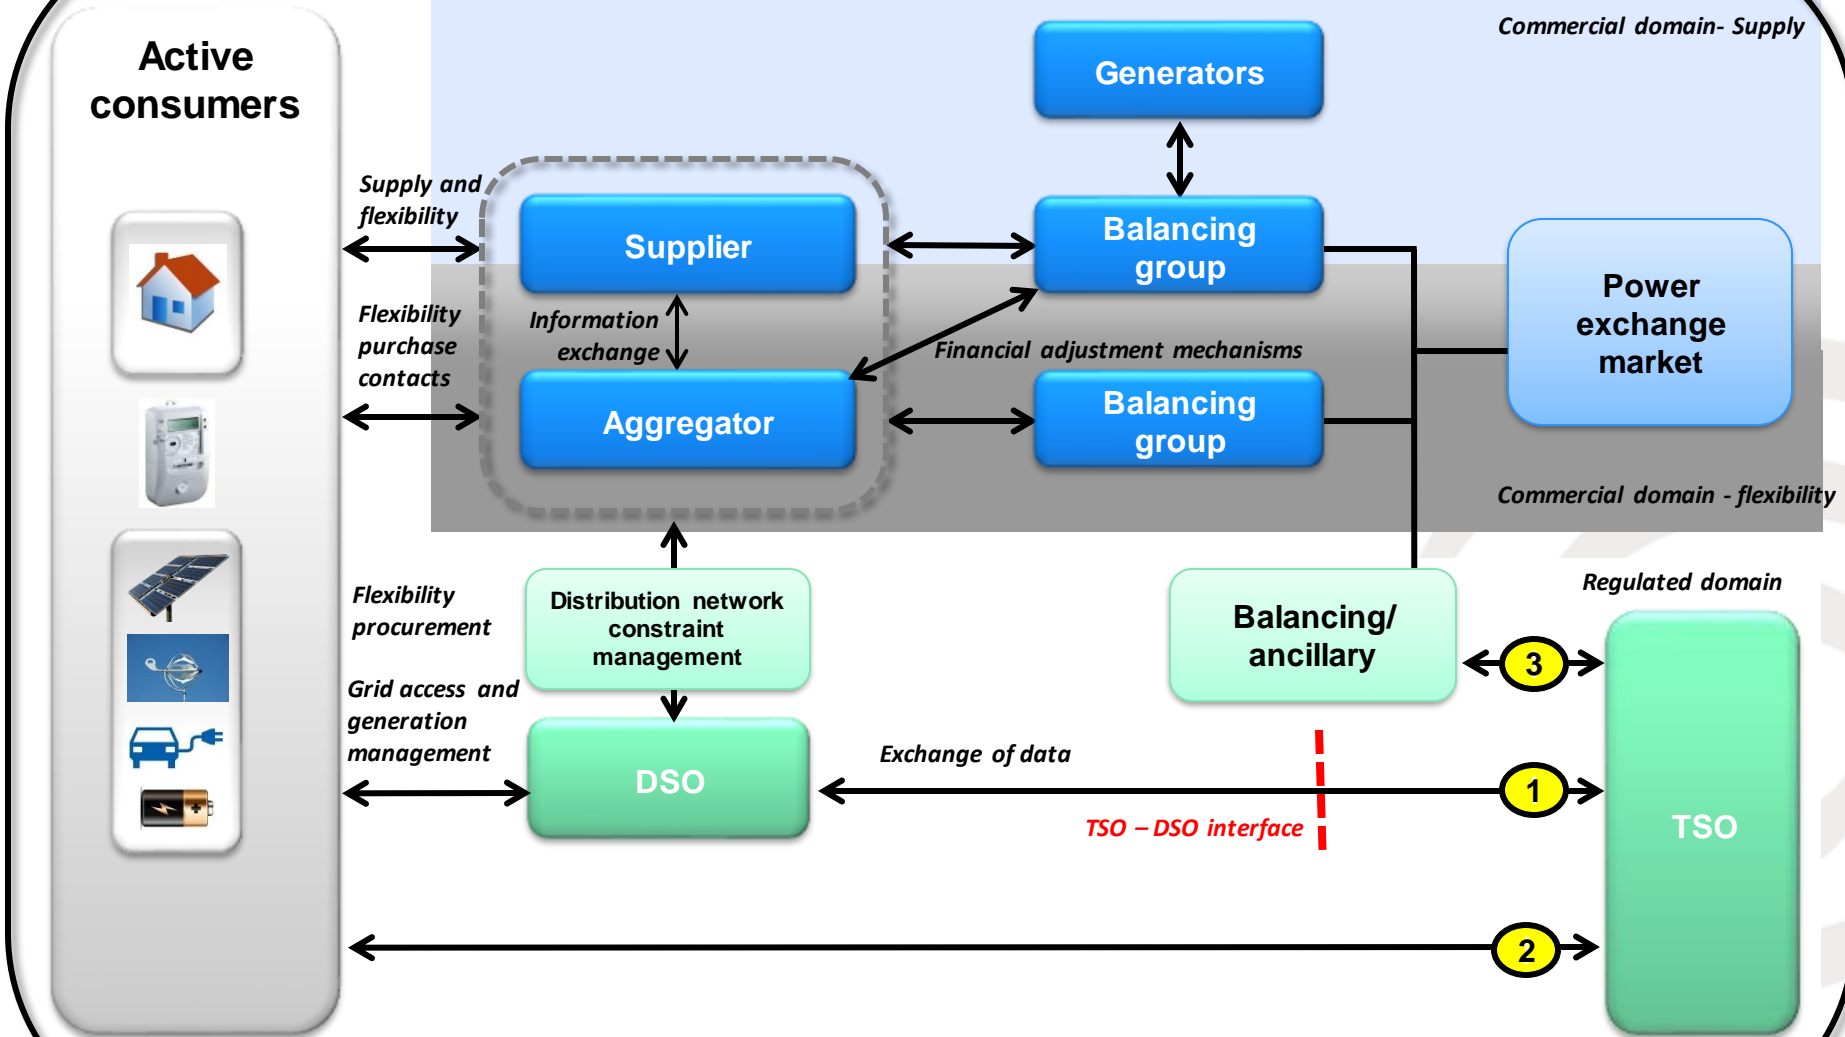 Commercial domain- Supply
Active
consumers
Generators
Supply and
flexibility
Supplier
Balancing
group
Power
exchange
market
Flexibility
purchase
contacts
Information
exchange
Financial adjustment mechanisms
Aggregator
Balancing
group
Commercial domain - flexibility
Flexibility
procurement
Distribution network
constraint
management
Balancing/
ancillary
Regulated domain
3
Grid access and
generation
management
DSO
Exchange of data
1
TSO – DSO interface
TSO
2